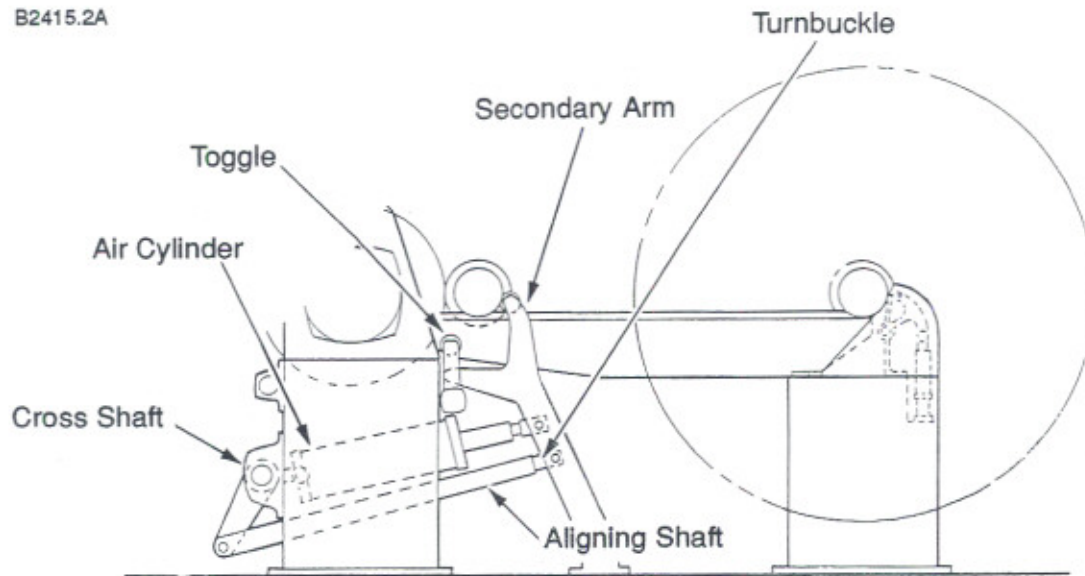 B2415.2A
Turnbuckle
Secondary Arm
Toggle
Air Cylinder
Cross Shaft
Aligning Shaft